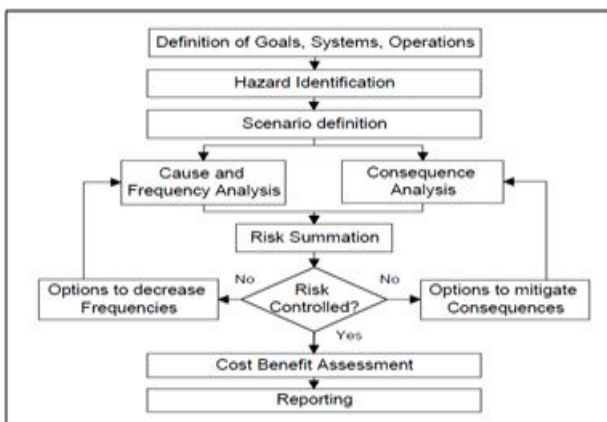 Definition of Goals, Systems, Operations
Hazard Identification
Scenario definition
Cause and
Frequency Analysis
Consequence
Analysis
Risk Summation
No
No
Options to decrease
Frequencies
Risk
Controlled?
Options to mitigate
Consequences
Yes
Cost Benefit Assessment
Reporting